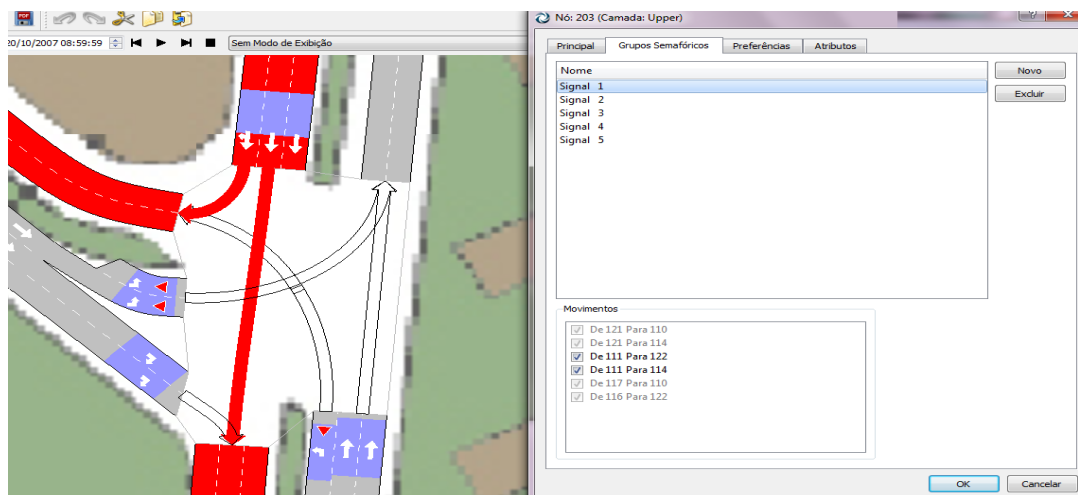 PDF
Nó: 203 (Camada: Upper)
20/10/2007 08:59:59
Sem Modo de Exibição
Principal
Grupos Semafóricos
Preferências
Atributos
Nome
Signal 1
Signal 2
Signal 3
Signal 4
Signal 5
Novo
Excluir
Movimentos
De 121 Para 110
De 121 Para 114
De 111 Para 122
De 111 Para 114
De 117 Para 110
De 116 Para 122
OK
Cancelar